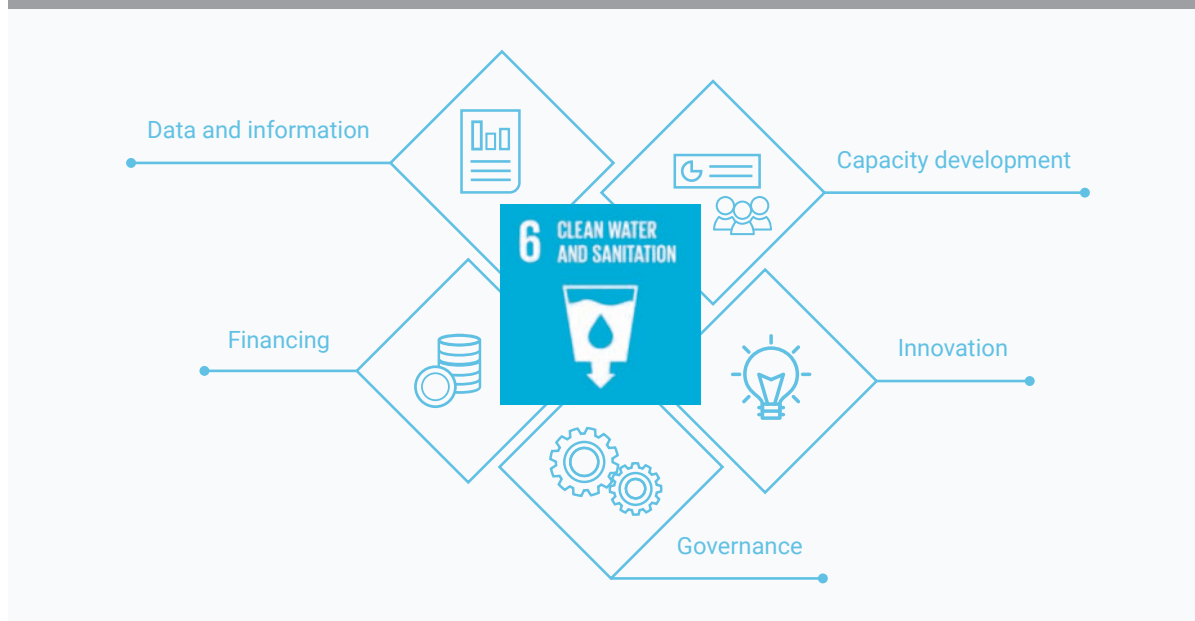 Data and information
Capacity development
6 CLEAN WATER
AND SANITATION
Financing
Innovation
Governance